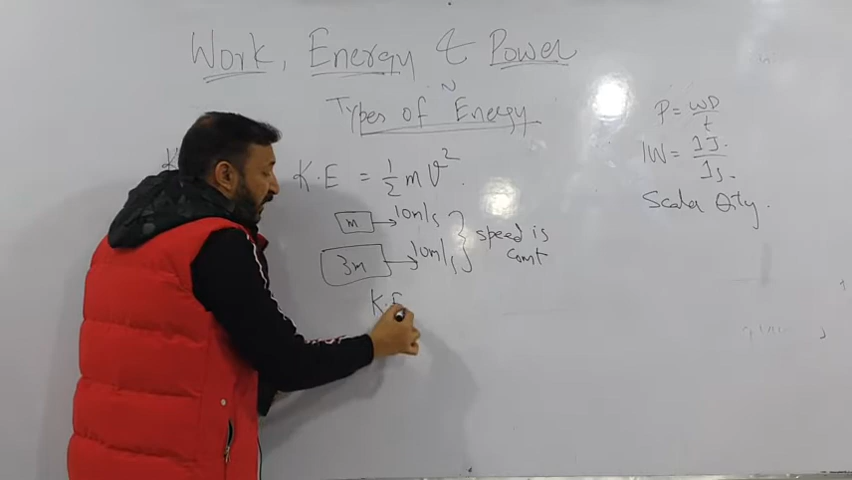 Work, Energy & Power
Types of Energy
K.E = 1/2 m v²
m → 10m/s
3m → 10m/s
speed is
const
K.E
P = WD/t
1W = 1J/1s
Scalar Qty.